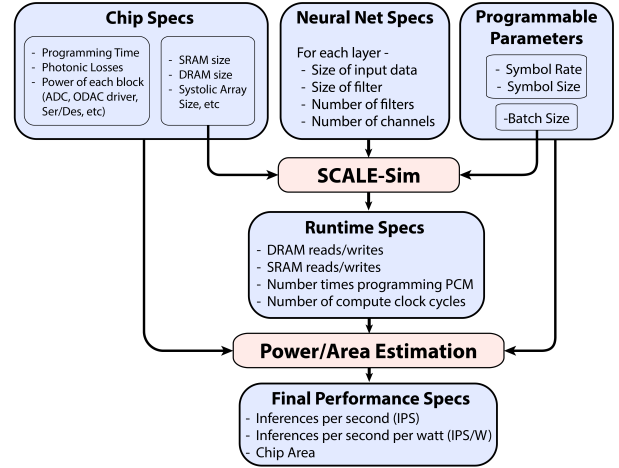 Chip Specs
- Programming Time
- Photonic Losses
- Power of each block
(ADC, ODAC driver,
Ser/Des, etc)
- SRAM size
- DRAM size
- Systolic Array
Size, etc
Neural Net Specs
For each layer -
- Size of input data
- Size of filter
- Number of filters
- Number of channels
Programmable
Parameters
- Symbol Rate
- Symbol Size
-Batch Size
SCALE-Sim
Runtime Specs
- DRAM reads/writes
- SRAM reads/writes
- Number times programming PCM
- Number of compute clock cycles
Power/Area Estimation
Final Performance Specs
- Inferences per second (IPS)
- Inferences per second per watt (IPS/W)
- Chip Area